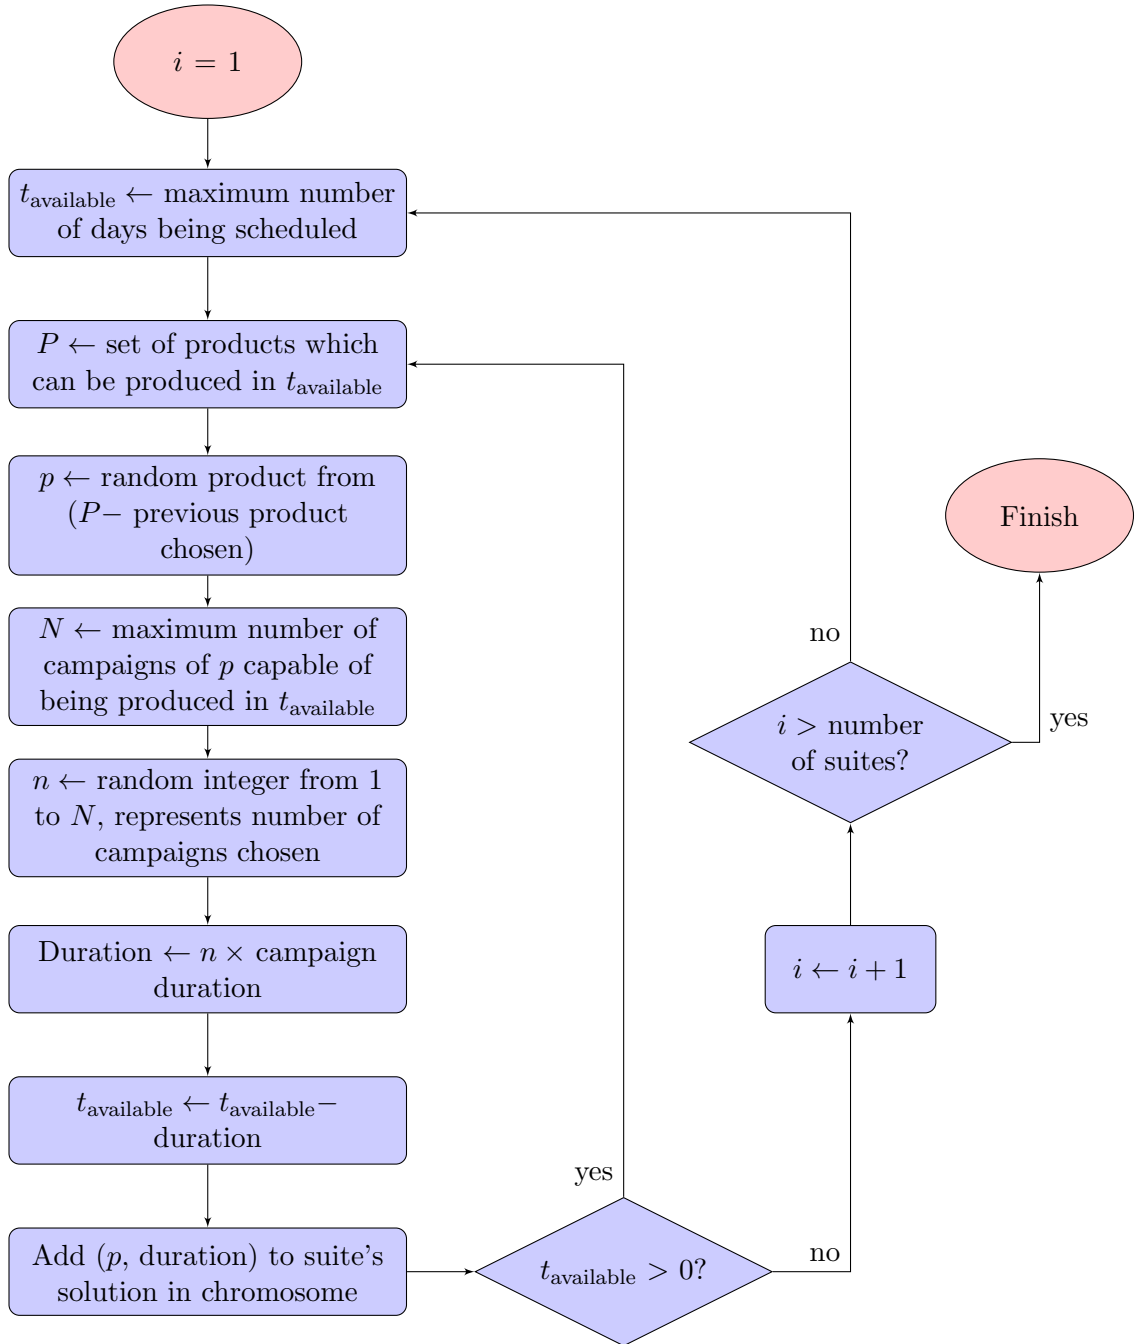 i = 1
t_available ← maximum number
of days being scheduled
P ← set of products which
can be produced in t_available
p ← random product from
(P− previous product
chosen)
N ← maximum number of
campaigns of p capable of
being produced in t_available
n ← random integer from 1
to N, represents number of
campaigns chosen
Duration ← n × campaign
duration
t_available ← t_available−
duration
Add (p, duration) to suite's
solution in chromosome
t_available > 0?
yes
no
i ← i + 1
i > number
of suites?
no
yes
Finish